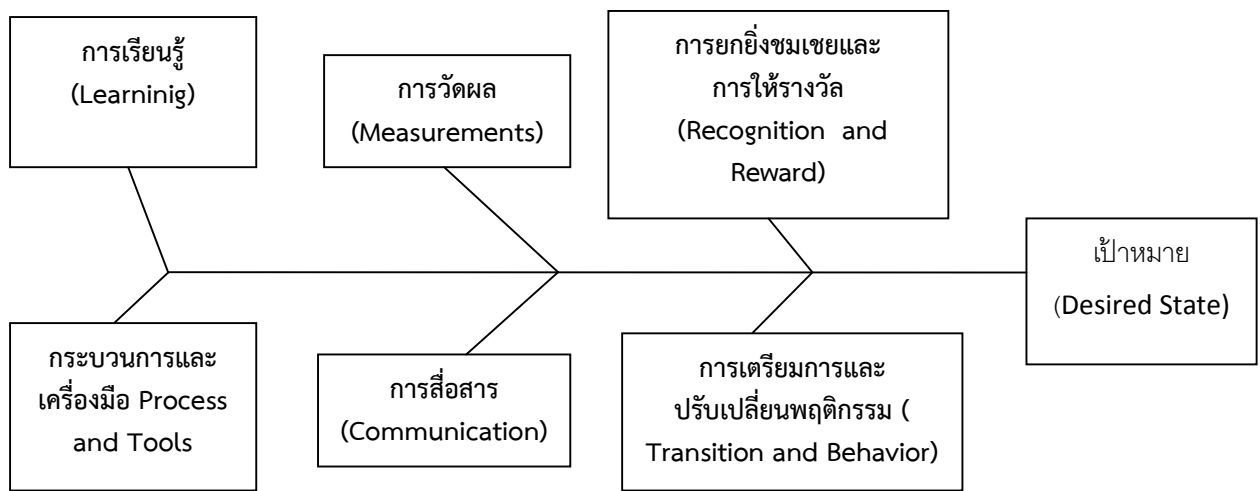 การเรียนรู้
(Learninig)
การวัดผล
(Measurements)
การยกยิ่งชมเชยและ
การให้รางวัล
(Recognition and
Reward)
เป้าหมาย
(Desired State)
กระบวนการและ
เครื่องมือ Process
and Tools
การสื่อสาร
(Communication)
การเตรียมการและ
ปรับเปลี่ยนพฤติกรรม (
Transition and Behavior)